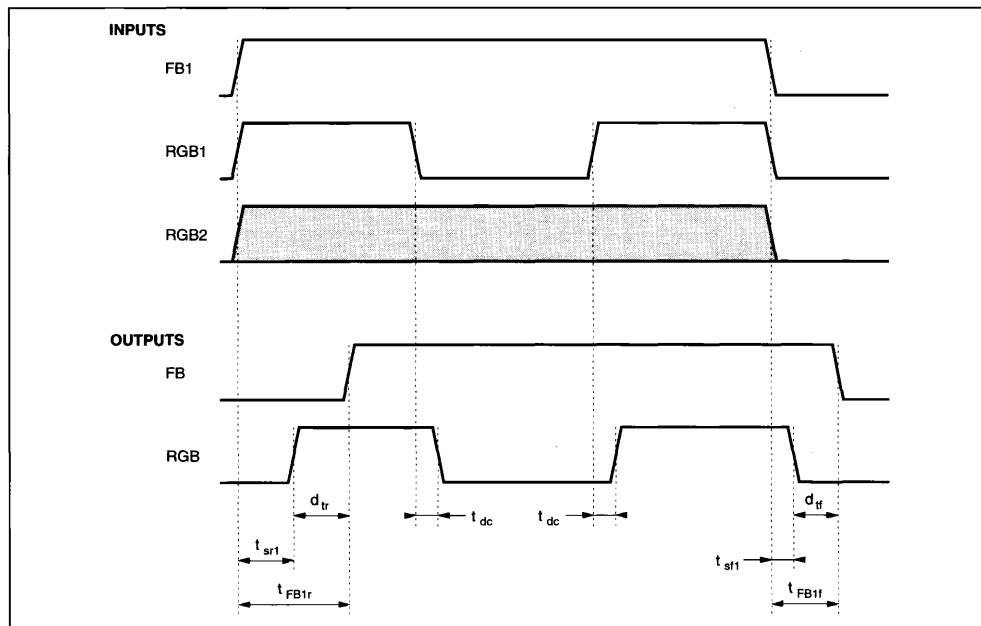 INPUTS
FB1
RGB1
RGB2
OUTPUTS
FB
RGB
d tr
t dc
t dc
d tf
t sr1
t sf1
t FB1r
t FB1f